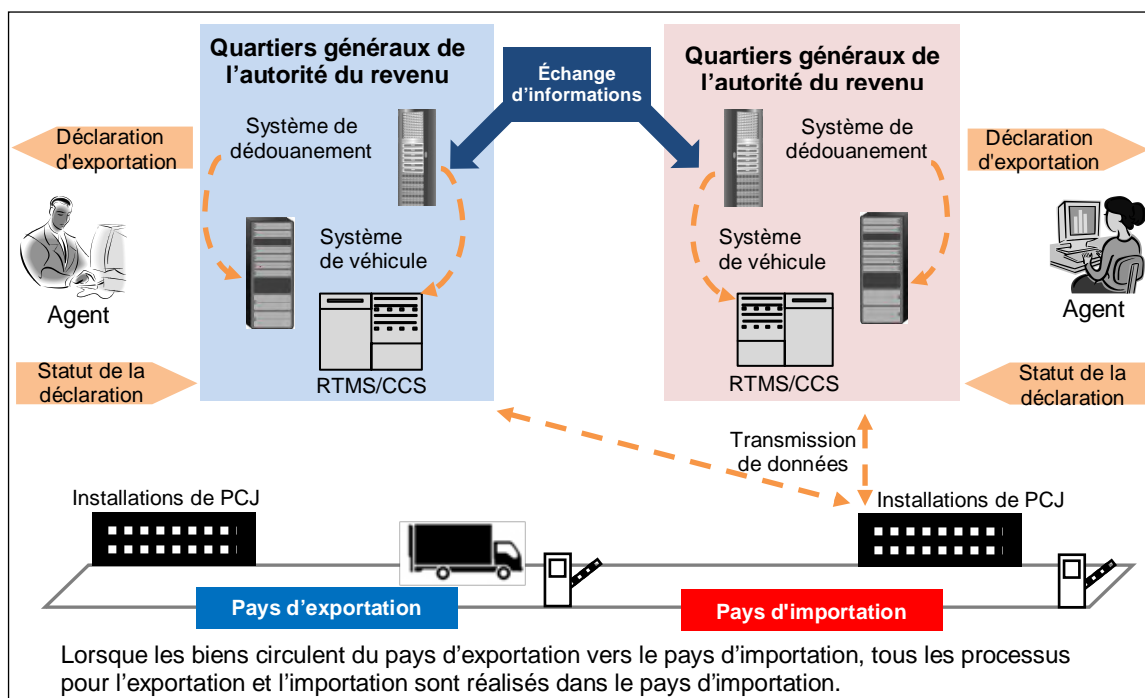 Quartiers généraux de
l'autorité du revenu
Échange
d'informations
Quartiers généraux de
l'autorité du revenu
Déclaration
d'exportation
Système de
dédouanement
Système de
dédouanement
Déclaration
d'exportation
Système
de véhicule
Système
de véhicule
Agent
Agent
Statut de la
déclaration
RTMS/CCS
RTMS/CCS
Statut de la
déclaration
Transmission
de données
Installations de PCJ
Installations de PCJ
Pays d'exportation
Pays d'importation
Lorsque les biens circulent du pays d'exportation vers le pays d'importation, tous les processus
pour l'exportation et l'importation sont réalisés dans le pays d'importation.